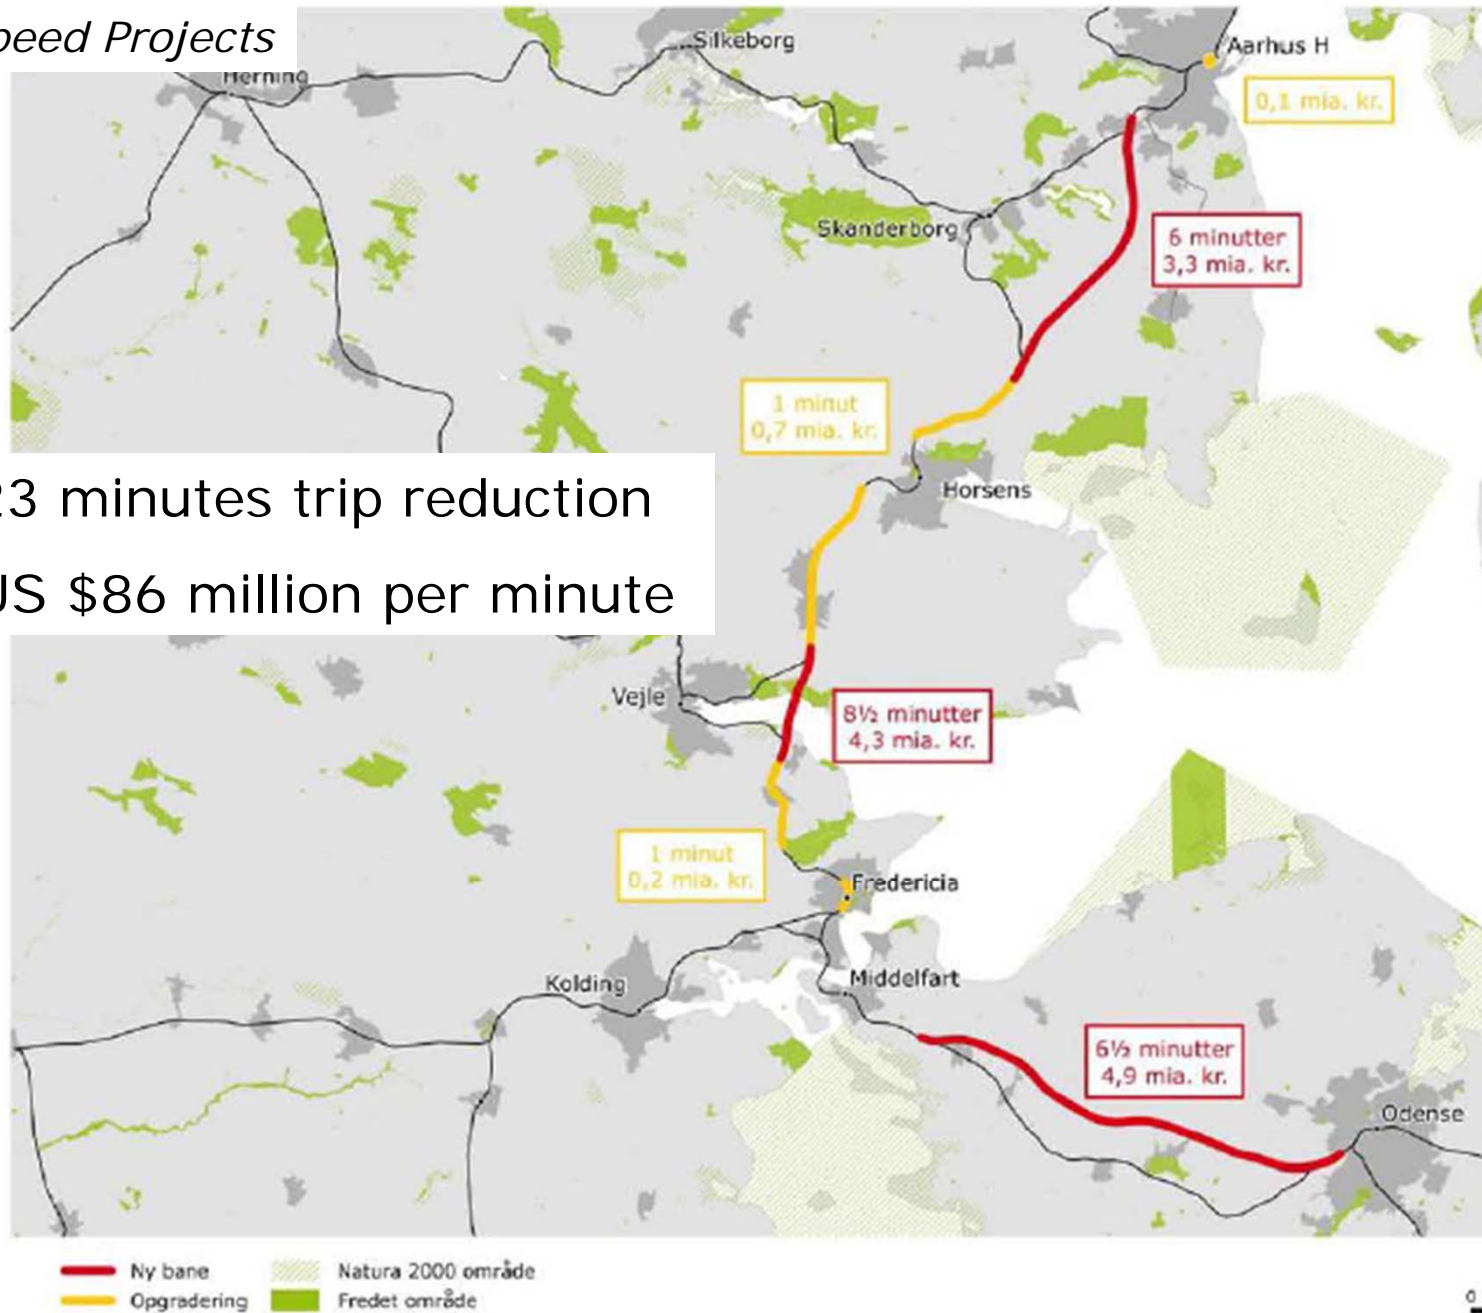 peed Projects
Silkeborg
Aarhus H
Herning
0,1 mia. kr.
Skanderborg
6 minutter
3,3 mia. kr.
1 minut
0,7 mia. kr.
23 minutes trip reduction
Horsens
US $86 million per minute
Vejle
8½ minutter
4,3 mia. kr.
1 minut
0,2 mia. kr.
Fredericia
Kolding
Middelfart
6½ minutter
4,9 mia. kr.
Odense
Ny bane
Natura 2000 område
Opgradering
Fredet område